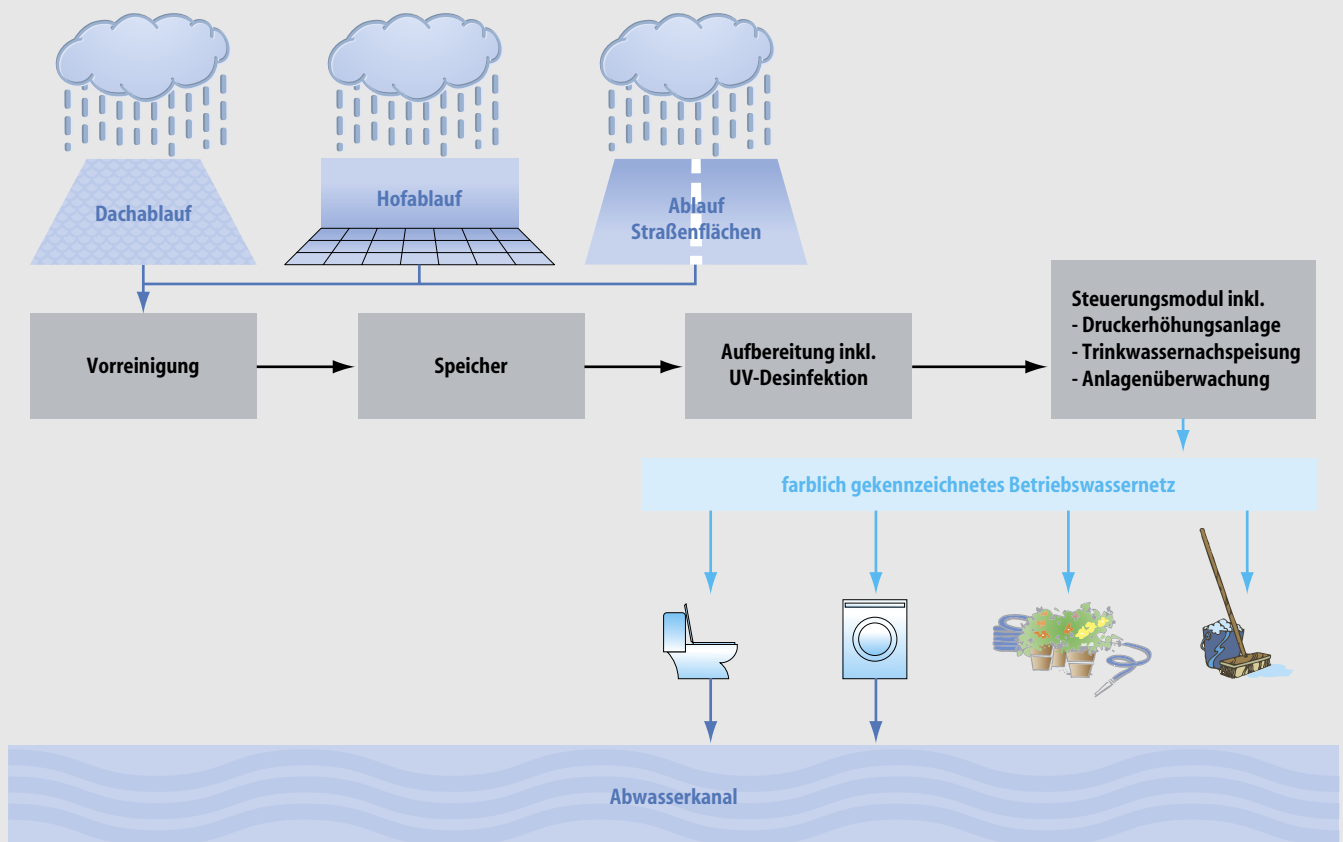 Dachablauf
Hofablauf
Ablauf
Straßenflächen
Vorreinigung
Speicher
Aufbereitung inkl.
UV-Desinfektion
Steuerungsmodul inkl.
- Druckerhöhungsanlage
- Trinkwassernachspeisung
- Anlagenüberwachung
farblich gekennzeichnetes Betriebswassernetz
Abwasserkanal